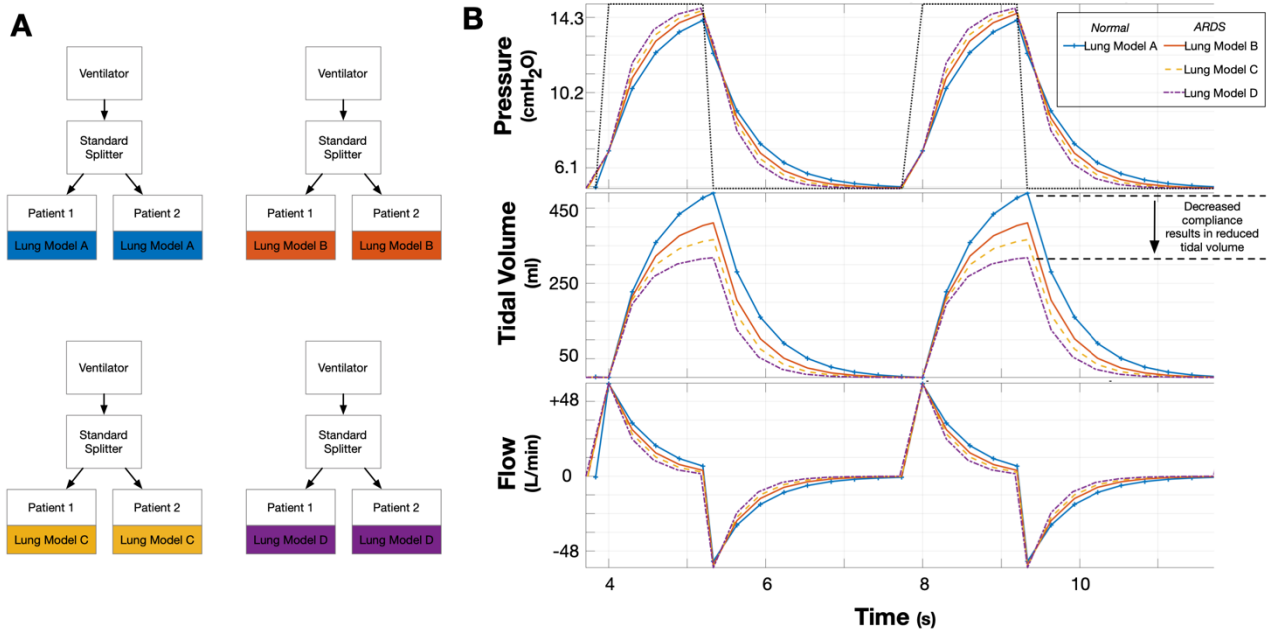 A
Ventilator
Standard
Splitter
Patient 1
Patient 2
Lung Model A
Lung Model A
Ventilator
Standard
Splitter
Patient 1
Patient 2
Lung Model B
Lung Model B
Ventilator
Standard
Splitter
Patient 1
Patient 2
Lung Model C
Lung Model C
Ventilator
Standard
Splitter
Patient 1
Patient 2
Lung Model D
Lung Model D
B
Pressure
(cmH₂O)
14.3
10.2
6.1
Normal
ARDS
Lung Model A
Lung Model B
Lung Model C
Lung Model D
Tidal Volume
(ml)
450
250
50
Decreased
compliance
results in reduced
tidal volume
Flow
(L/min)
+48
0
-48
4
6
8
10
Time (s)